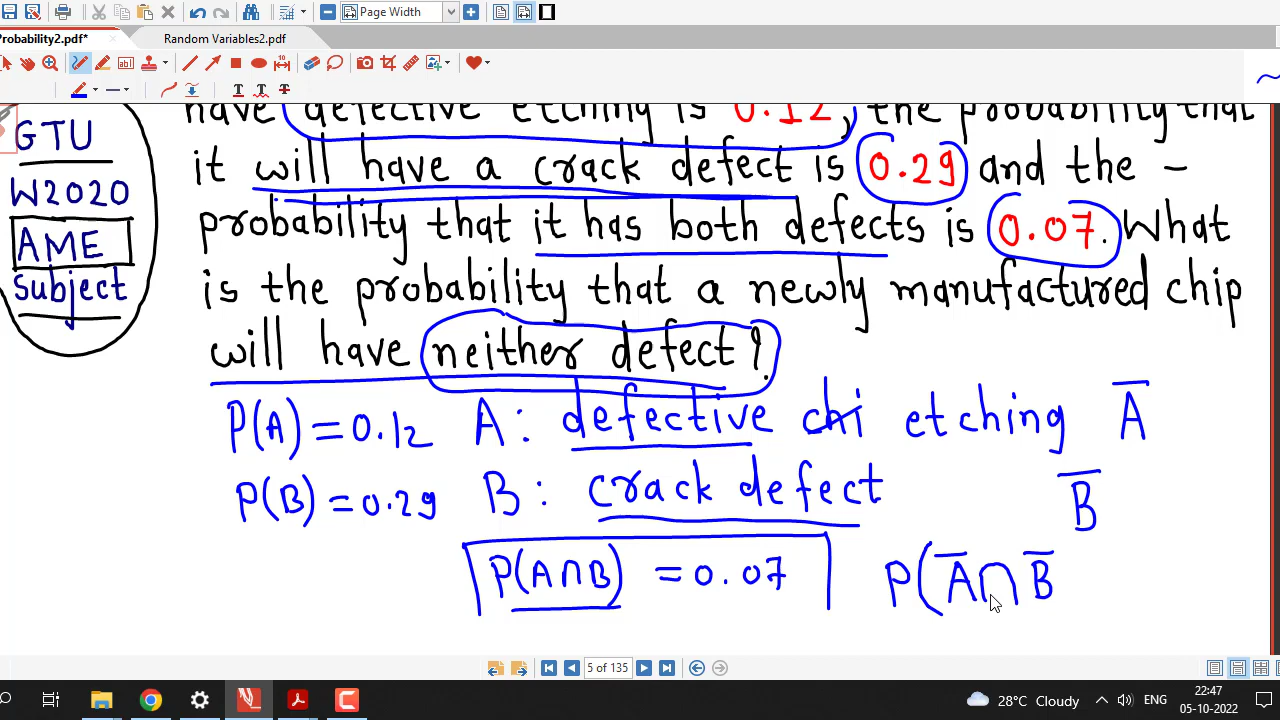 Page Width
Probability2.pdf*
Random Variables2.pdf
have defective etching is 0.12, the probability that
GTU
it will have a crack defect is 0.29 and the –
W2020
probability that it has both defects is 0.07. What
AME
Subject
is the probability that a newly manufactured chip
will have neither defect?
P(A) = 0.12 A: defective chi etching A̅
P(B) = 0.29 B: crack defect B̅
P(A∩B) = 0.07 P(A̅∩B̅
5 of 135
28°C Cloudy
ENG
22:47
05-10-2022